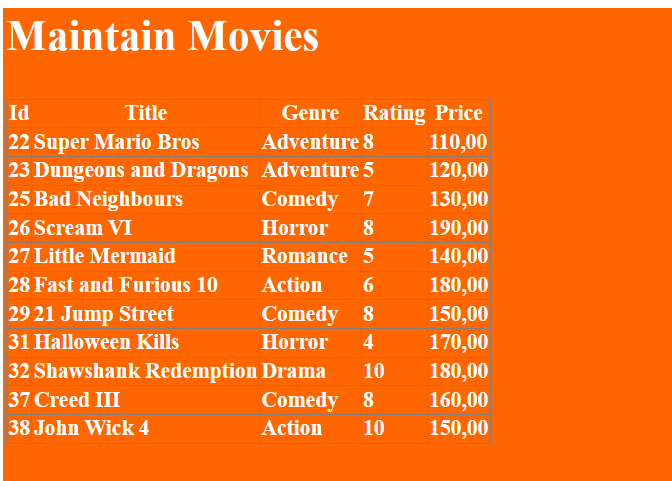 Maintain Movies
Id Title Genre Rating Price
22 Super Mario Bros Adventure 8 110,00
23 Dungeons and Dragons Adventure 5 120,00
25 Bad Neighbours Comedy 7 130,00
26 Scream VI Horror 8 190,00
27 Little Mermaid Romance 5 140,00
28 Fast and Furious 10 Action 6 180,00
29 21 Jump Street Comedy 8 150,00
31 Halloween Kills Horror 4 170,00
32 Shawshank Redemption Drama 10 180,00
37 Creed III Comedy 8 160,00
38 John Wick 4 Action 10 150,00